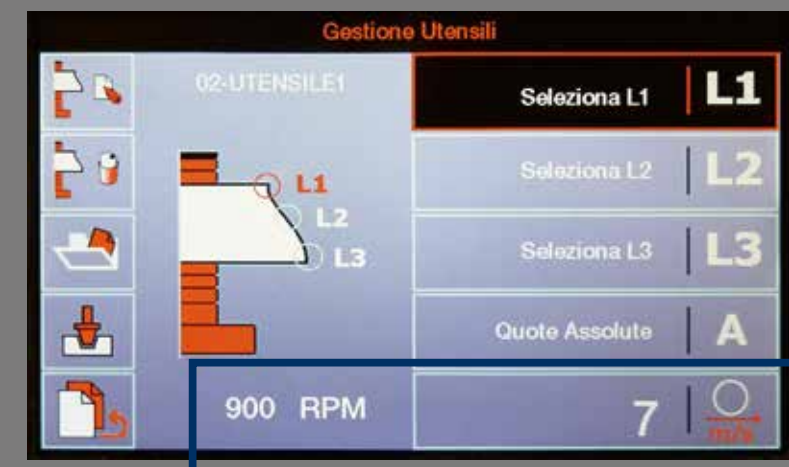 Gestione Utensili
02-UTENSILE1
Seleziona L1 L1
Seleziona L2 L2
Seleziona L3 L3
Quote Assolute A
L1
L2
L3
900 RPM
7 m/s